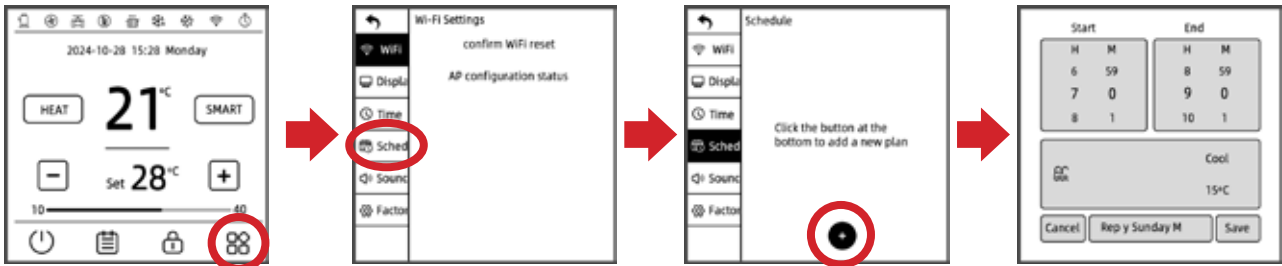 2024-10-28 15:28 Monday
HEAT
21°C
SMART
Set 28°C
10
40
Wi-Fi Settings
WiFi
confirm WiFi reset
Displa
AP configuration status
Time
Sched
Sounc
Factor
Schedule
WiFi
Displa
Time
Click the button at the
bottom to add a new plan
Sched
Sounc
Factor
Start End
H M H M
6 59 8 59
7 0 9 0
8 1 10 1
Cool
15°C
Cancel Rep y Sunday M Save